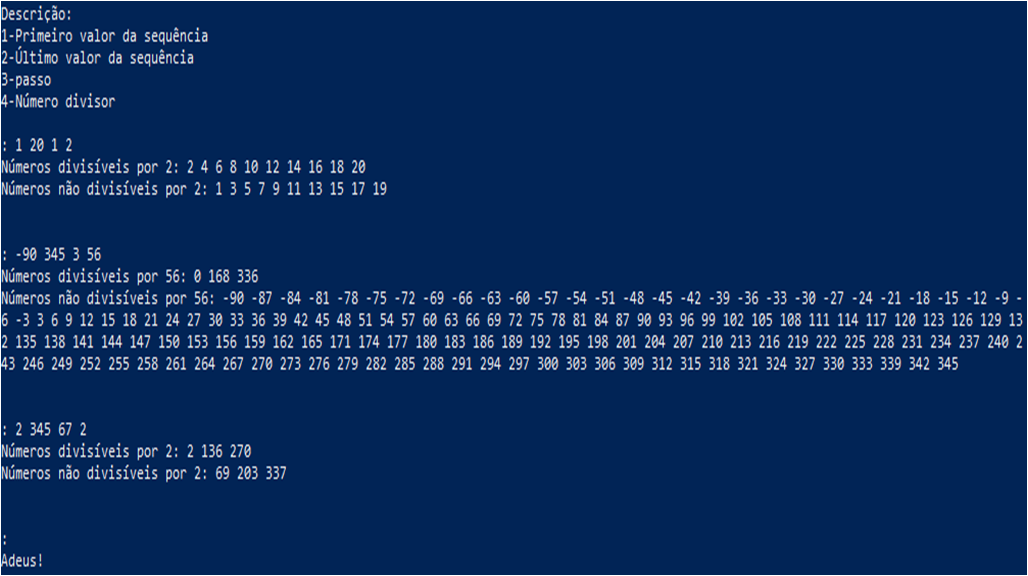 Descrição:
1-Primeiro valor da sequência
2-Último valor da sequência
3-passo
4-Número divisor
: 1 20 1 2
Números divisíveis por 2: 2 4 6 8 10 12 14 16 18 20
Números não divisíveis por 2: 1 3 5 7 9 11 13 15 17 19
: -90 345 3 56
Números divisíveis por 56: 0 168 336
Números não divisíveis por 56: -90 -87 -84 -81 -78 -75 -72 -69 -66 -63 -60 -57 -54 -51 -48 -45 -42 -39 -36 -33 -30 -27 -24 -21 -18 -15 -12 -9 -
6 -3 3 6 9 12 15 18 21 24 27 30 33 36 39 42 45 48 51 54 57 60 63 66 69 72 75 78 81 84 87 90 93 96 99 102 105 108 111 114 117 120 123 126 129 13
2 135 138 141 144 147 150 153 156 159 162 165 171 174 177 180 183 186 189 192 195 198 201 204 207 210 213 216 219 222 225 228 231 234 237 240 2
43 246 249 252 255 258 261 264 267 270 273 276 279 282 285 288 291 294 297 300 303 306 309 312 315 318 321 324 327 330 333 339 342 345
: 2 345 67 2
Números divisíveis por 2: 2 136 270
Números não divisíveis por 2: 69 203 337
:
Adeus!